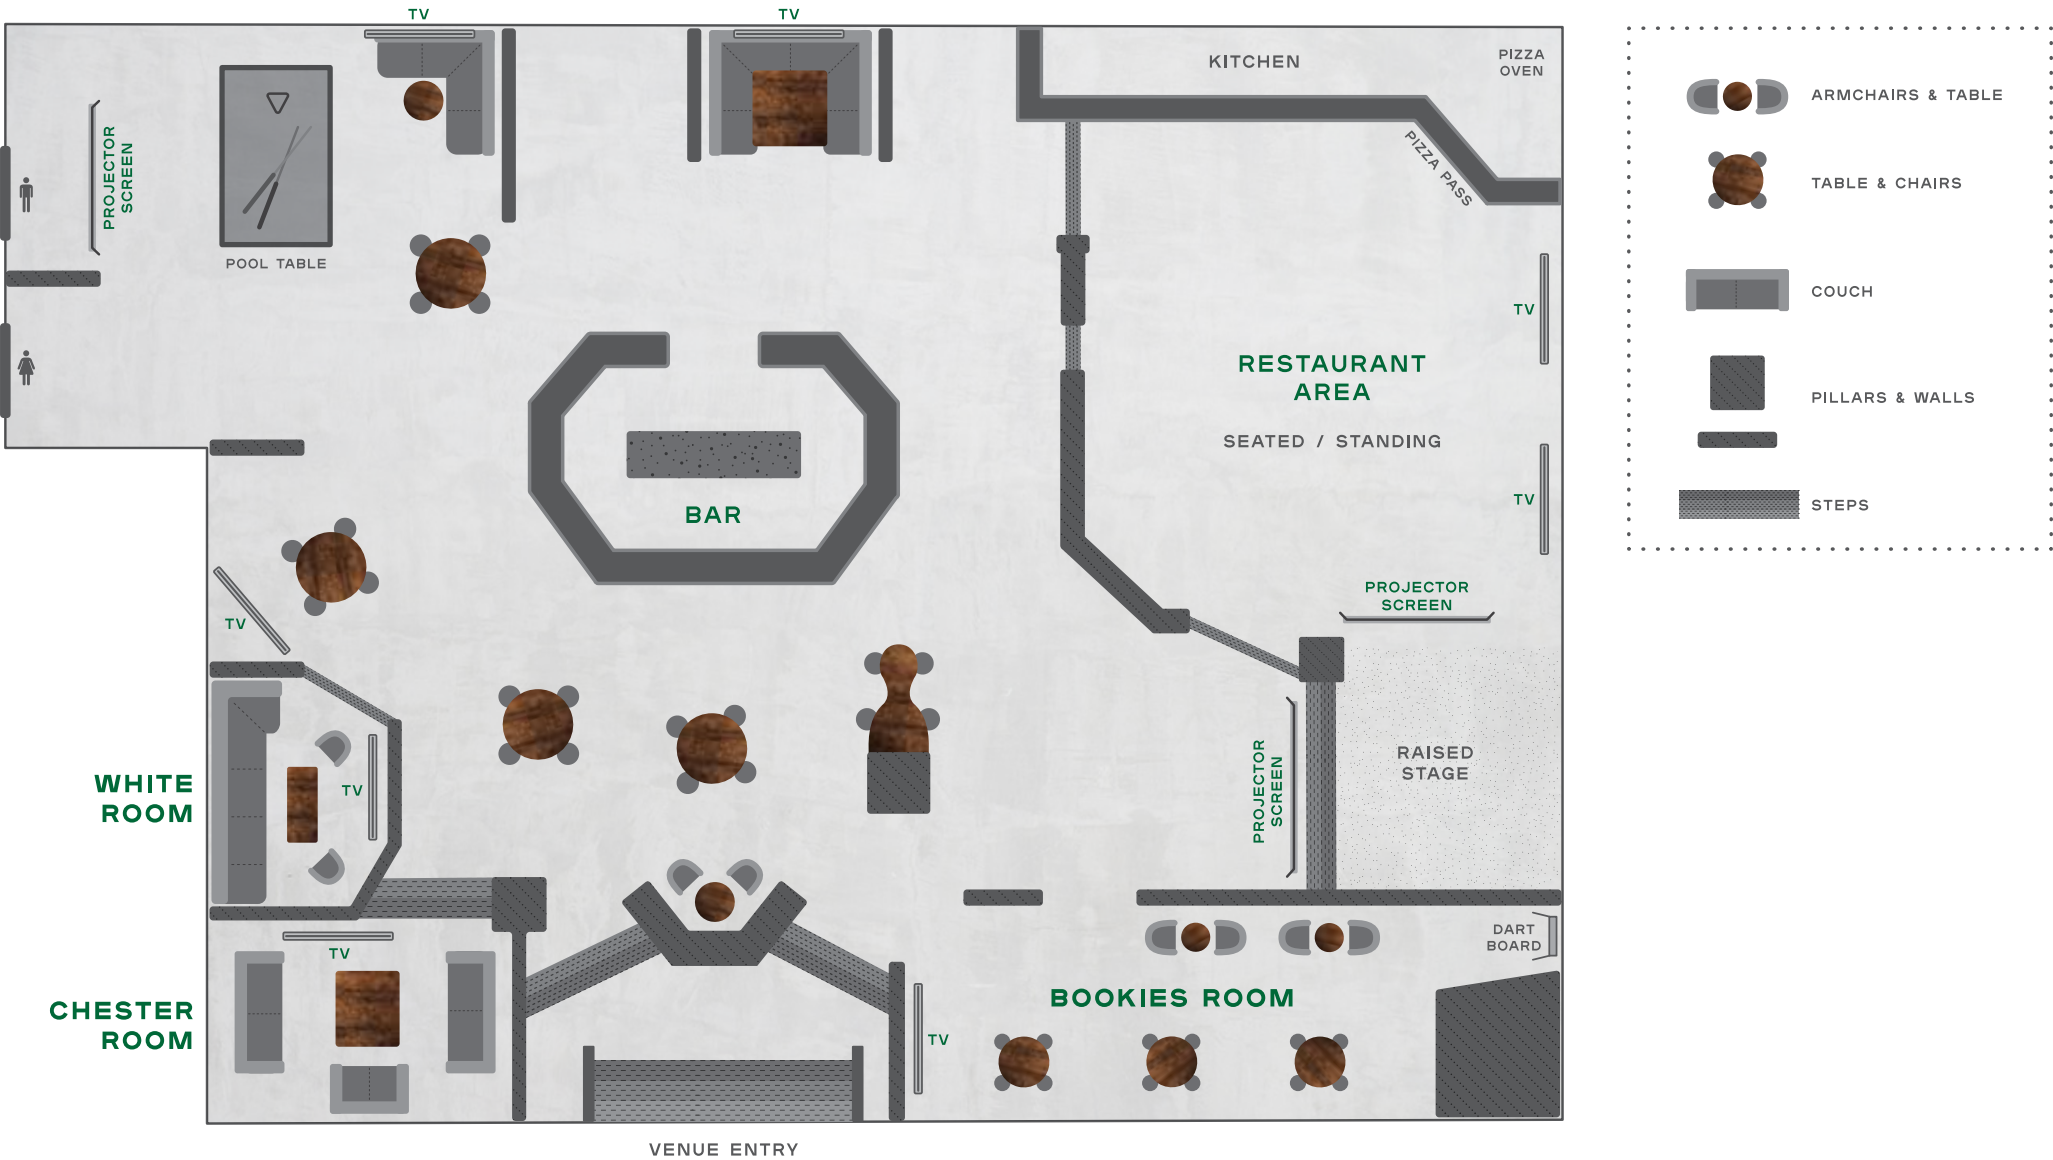 TV
TV
KITCHEN
PIZZA
OVEN
PIZZA PASS
PROJECTOR
SCREEN
POOL TABLE
TV
RESTAURANT
AREA
SEATED / STANDING
TV
BAR
PROJECTOR
SCREEN
TV
WHITE
ROOM
TV
PROJECTOR
SCREEN
RAISED
STAGE
DART
BOARD
TV
CHESTER
ROOM
BOOKIES ROOM
TV
VENUE ENTRY
ARMCHAIRS & TABLE
TABLE & CHAIRS
COUCH
PILLARS & WALLS
STEPS